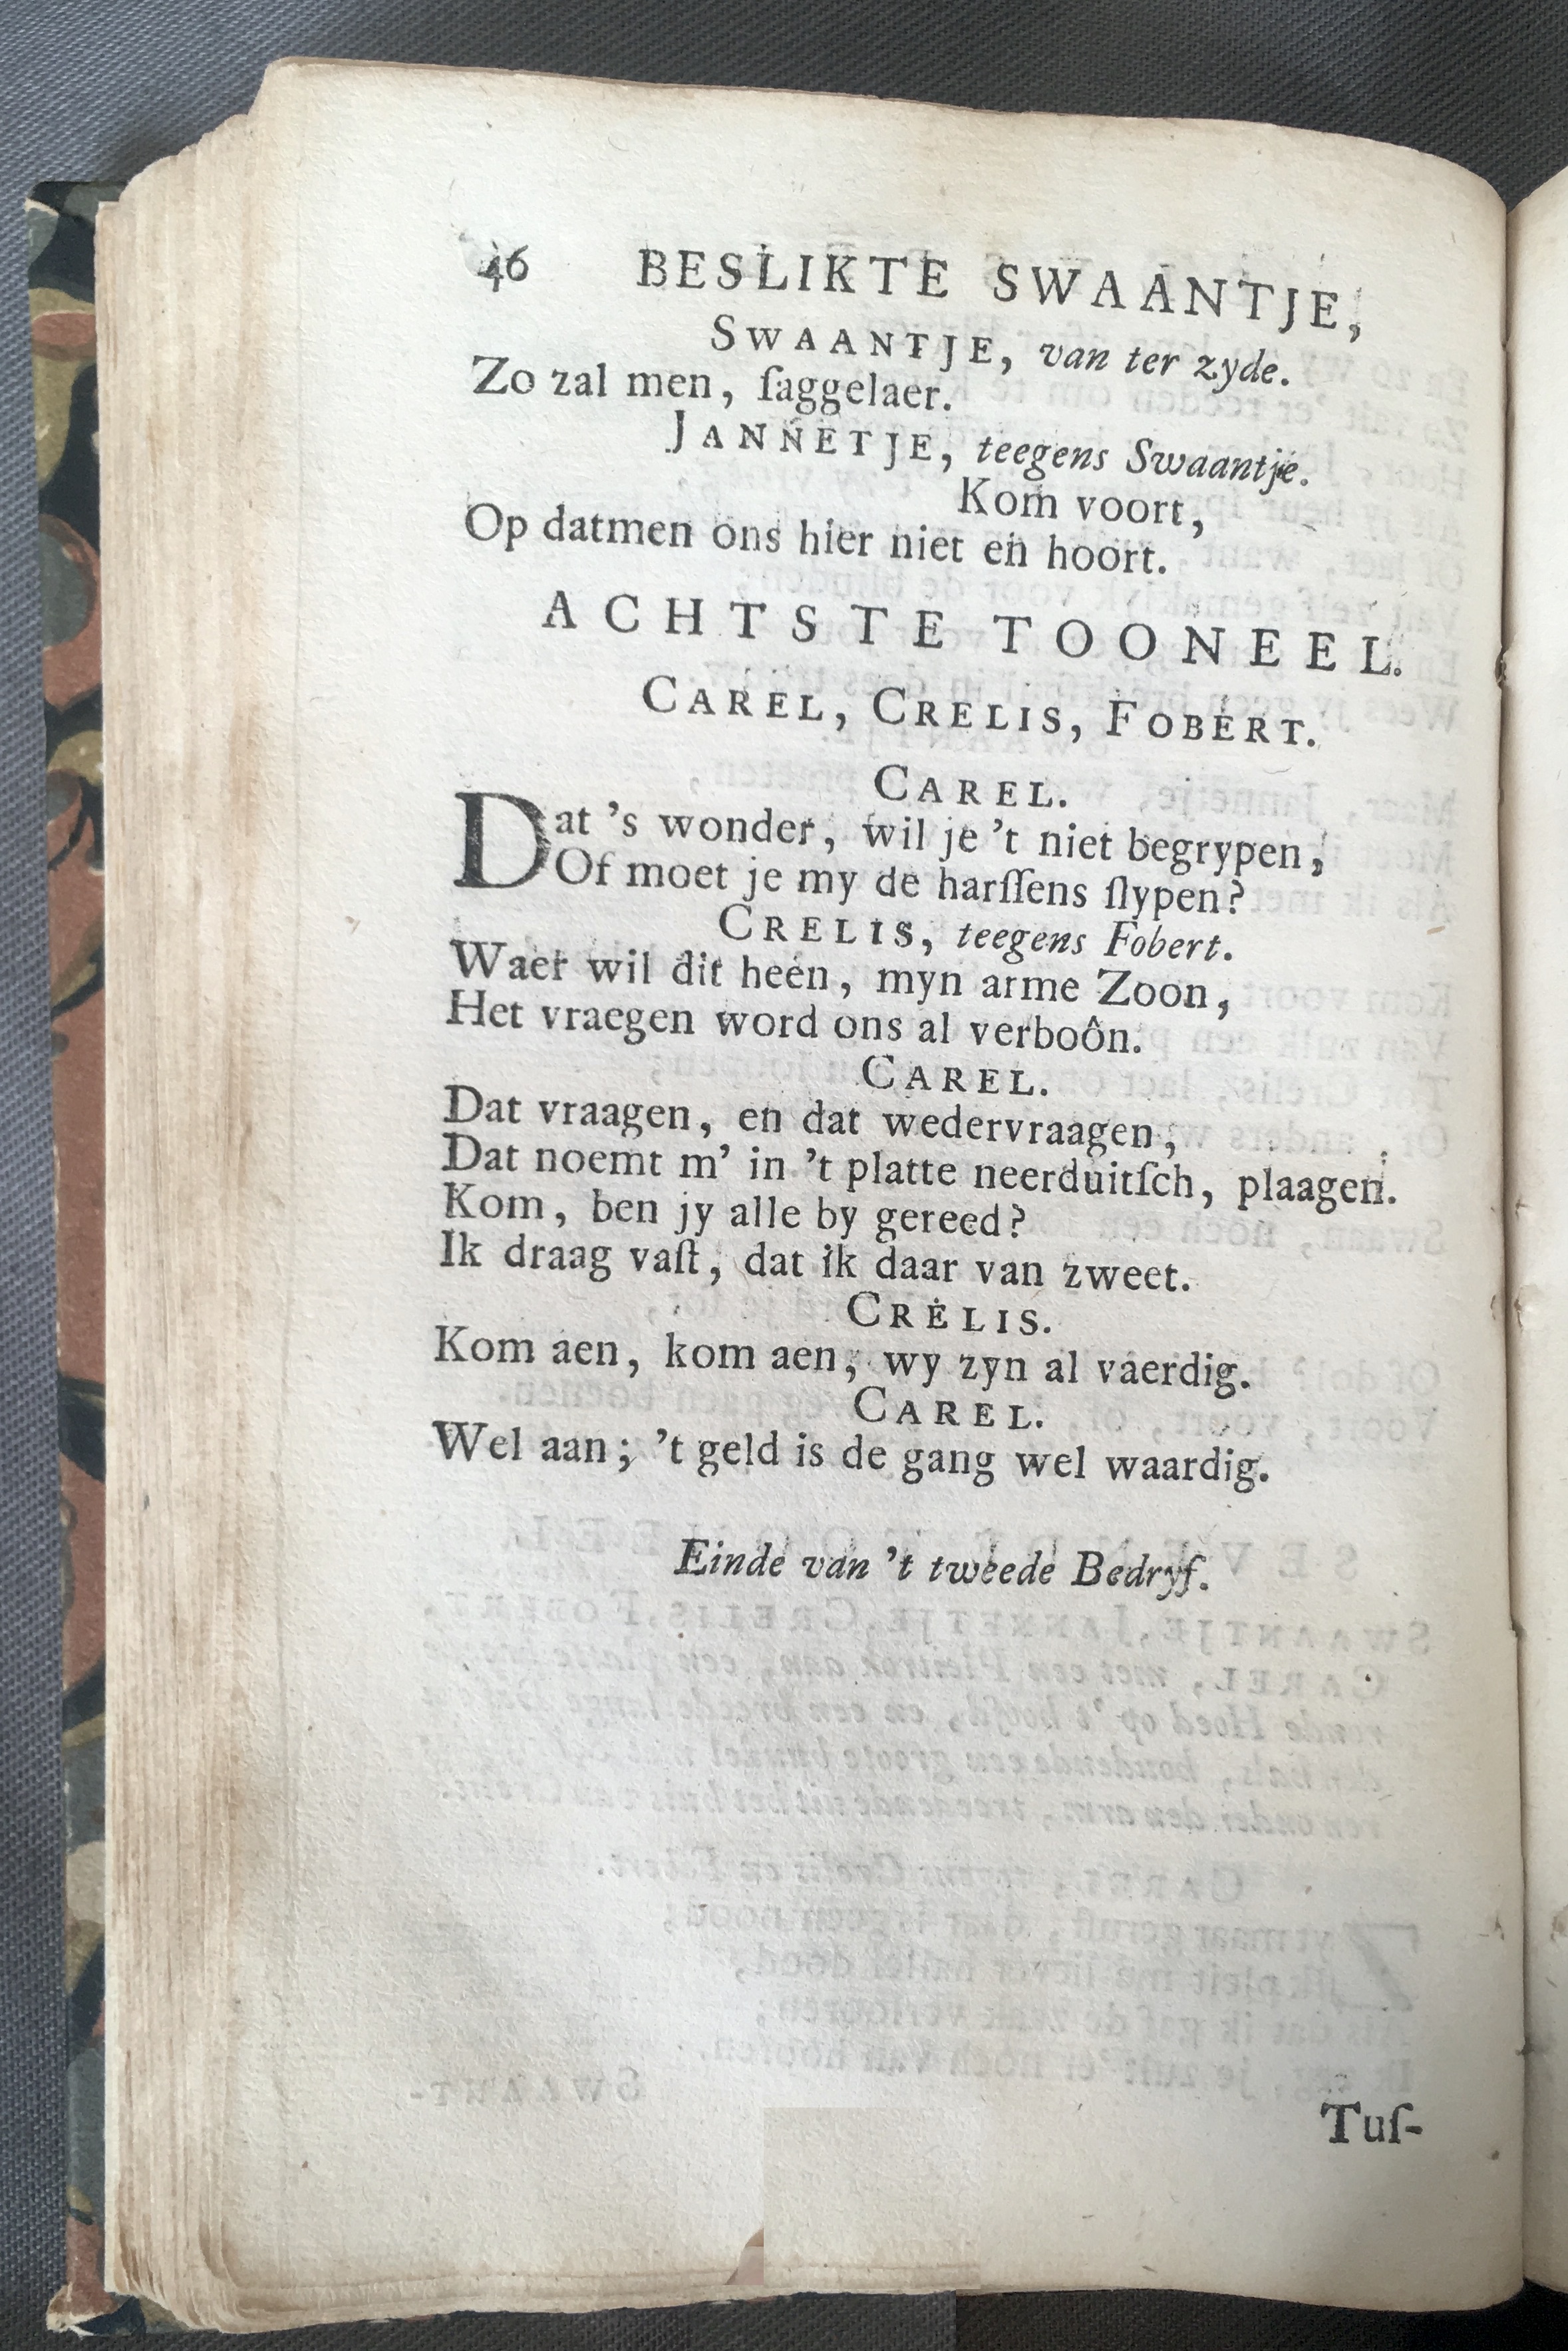 46 BESLIKTE SWAANTJE,
SWAANTJE, van ter zyde.
Zo zal men, ſaggelaer.
JANNETJE, teegens Swaantje.
Kom voort,
Op datmen ons hier niet en hoort.
ACHTSTE TOONEEL.
CAREL, CRELIS, FOBERT.
CAREL.
Dat 's wonder, wil je 't niet begrypen,
Of moet je my de harſſens ſlypen?
CRELIS, teegens Fobert.
Waer wil dit heen, myn arme Zoon,
Het vraegen word ons al verboôn.
CAREL.
Dat vraagen, en dat wedervraagen,
Dat noemt m' in 't platte neerduitſch, plaagen.
Kom, ben jy alle by gereed?
Ik draag vaſt, dat ik daar van zweet.
CRELIS.
Kom aen, kom aen, wy zyn al vaerdig.
CAREL.
Wel aan; 't geld is de gang wel waardig.
Einde van 't tweede Bedryf.
Tuſ-